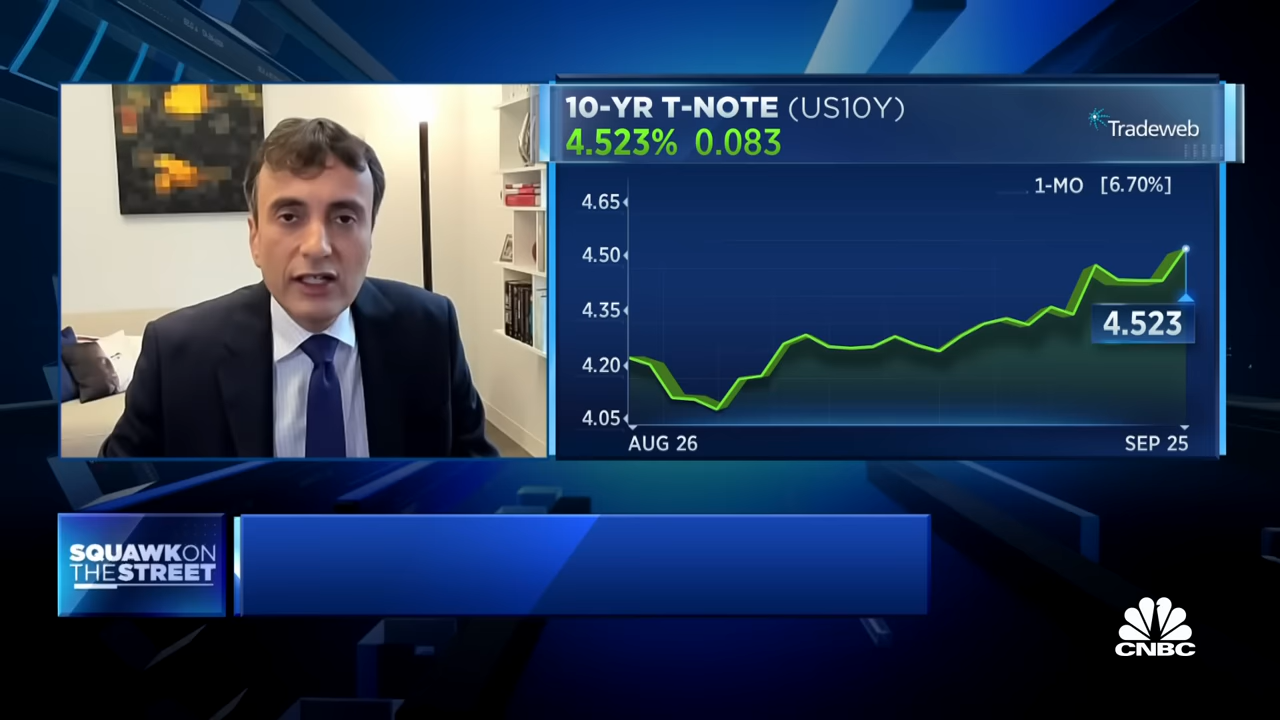 10-YR T-NOTE (US10Y)
4.523% 0.083
Tradeweb
1-MO [6.70%]
4.65
4.50
4.35
4.20
4.05
4.523
AUG 26
SEP 25
SQUAWK ON
THE STREET
CNBC